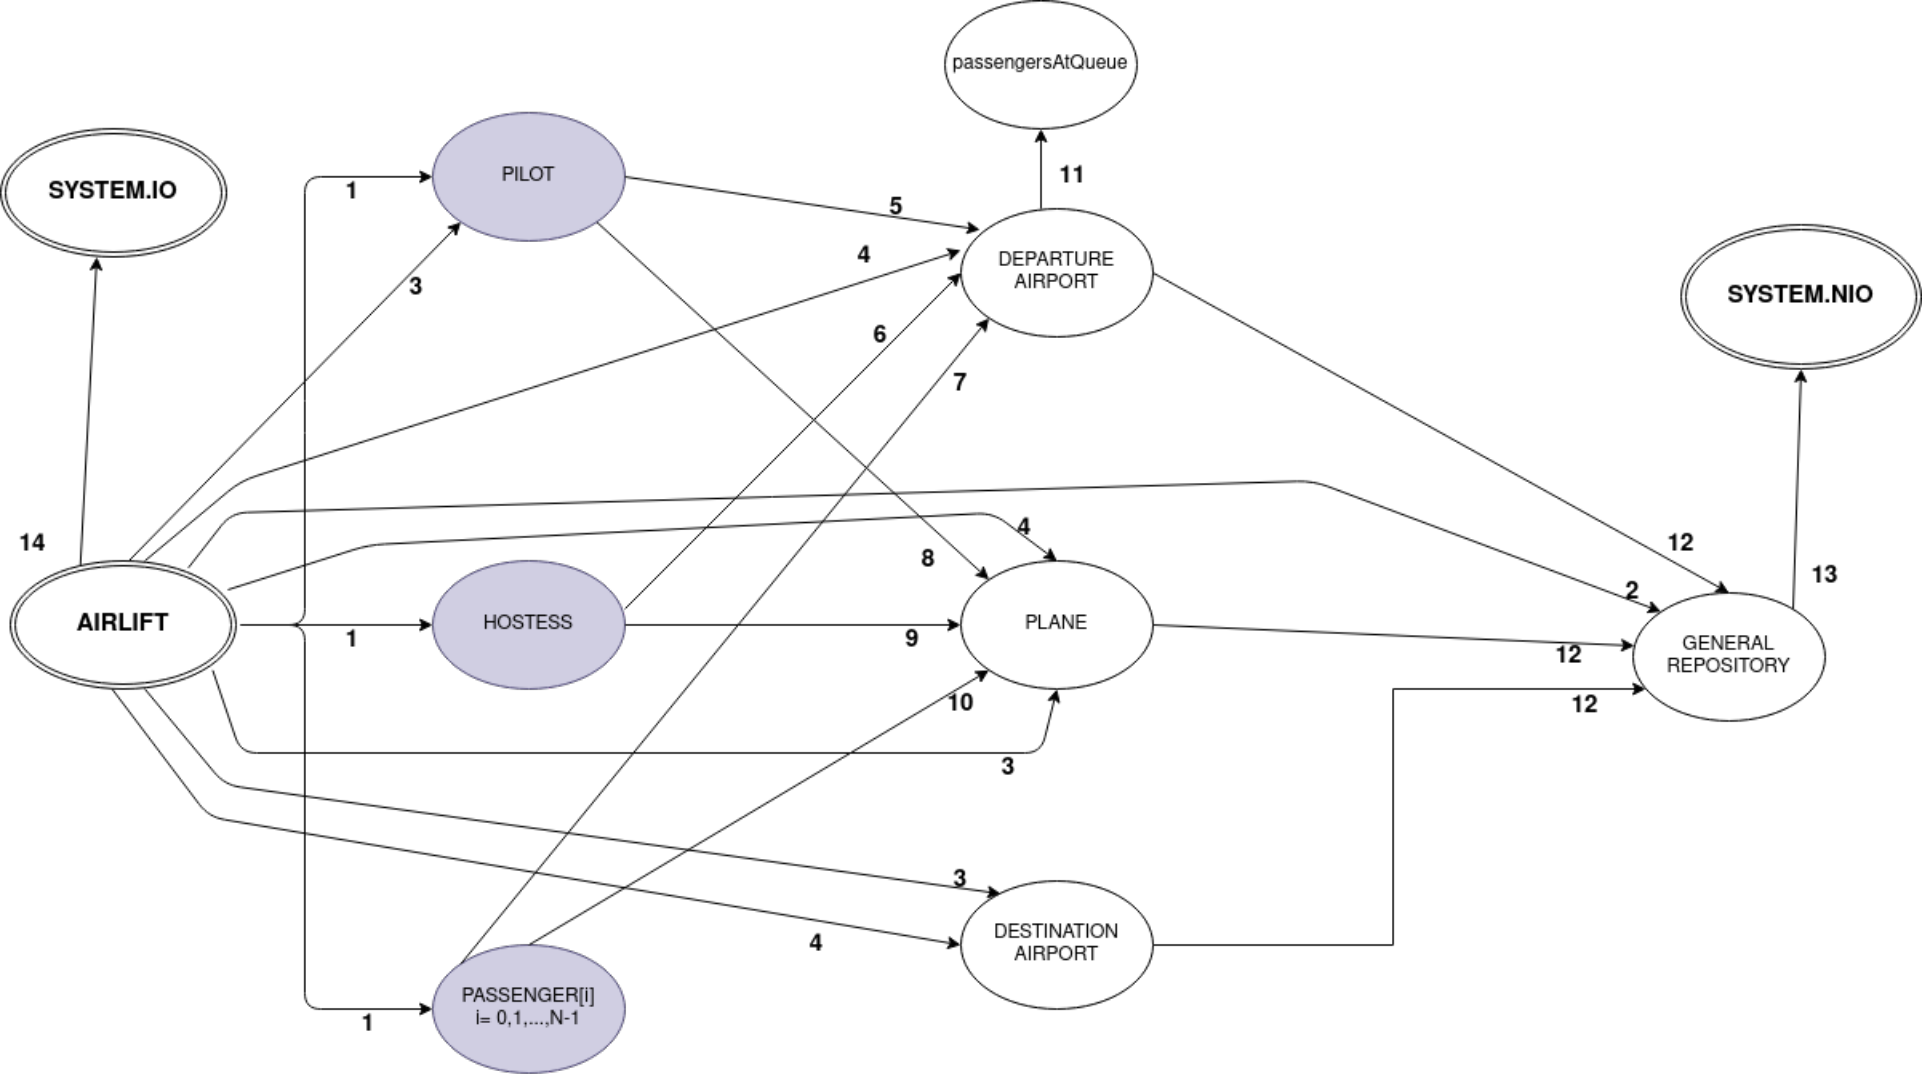 passengersAtQueue
11
SYSTEM.IO
PILOT
1
3
5
4
6
7
DEPARTURE
AIRPORT
SYSTEM.NIO
14
AIRLIFT
1
HOSTESS
8
4
9
10
PLANE
12
2
12
12
13
GENERAL
REPOSITORY
3
3
4
DESTINATION
AIRPORT
1
PASSENGER[i]
i= 0,1,...,N-1